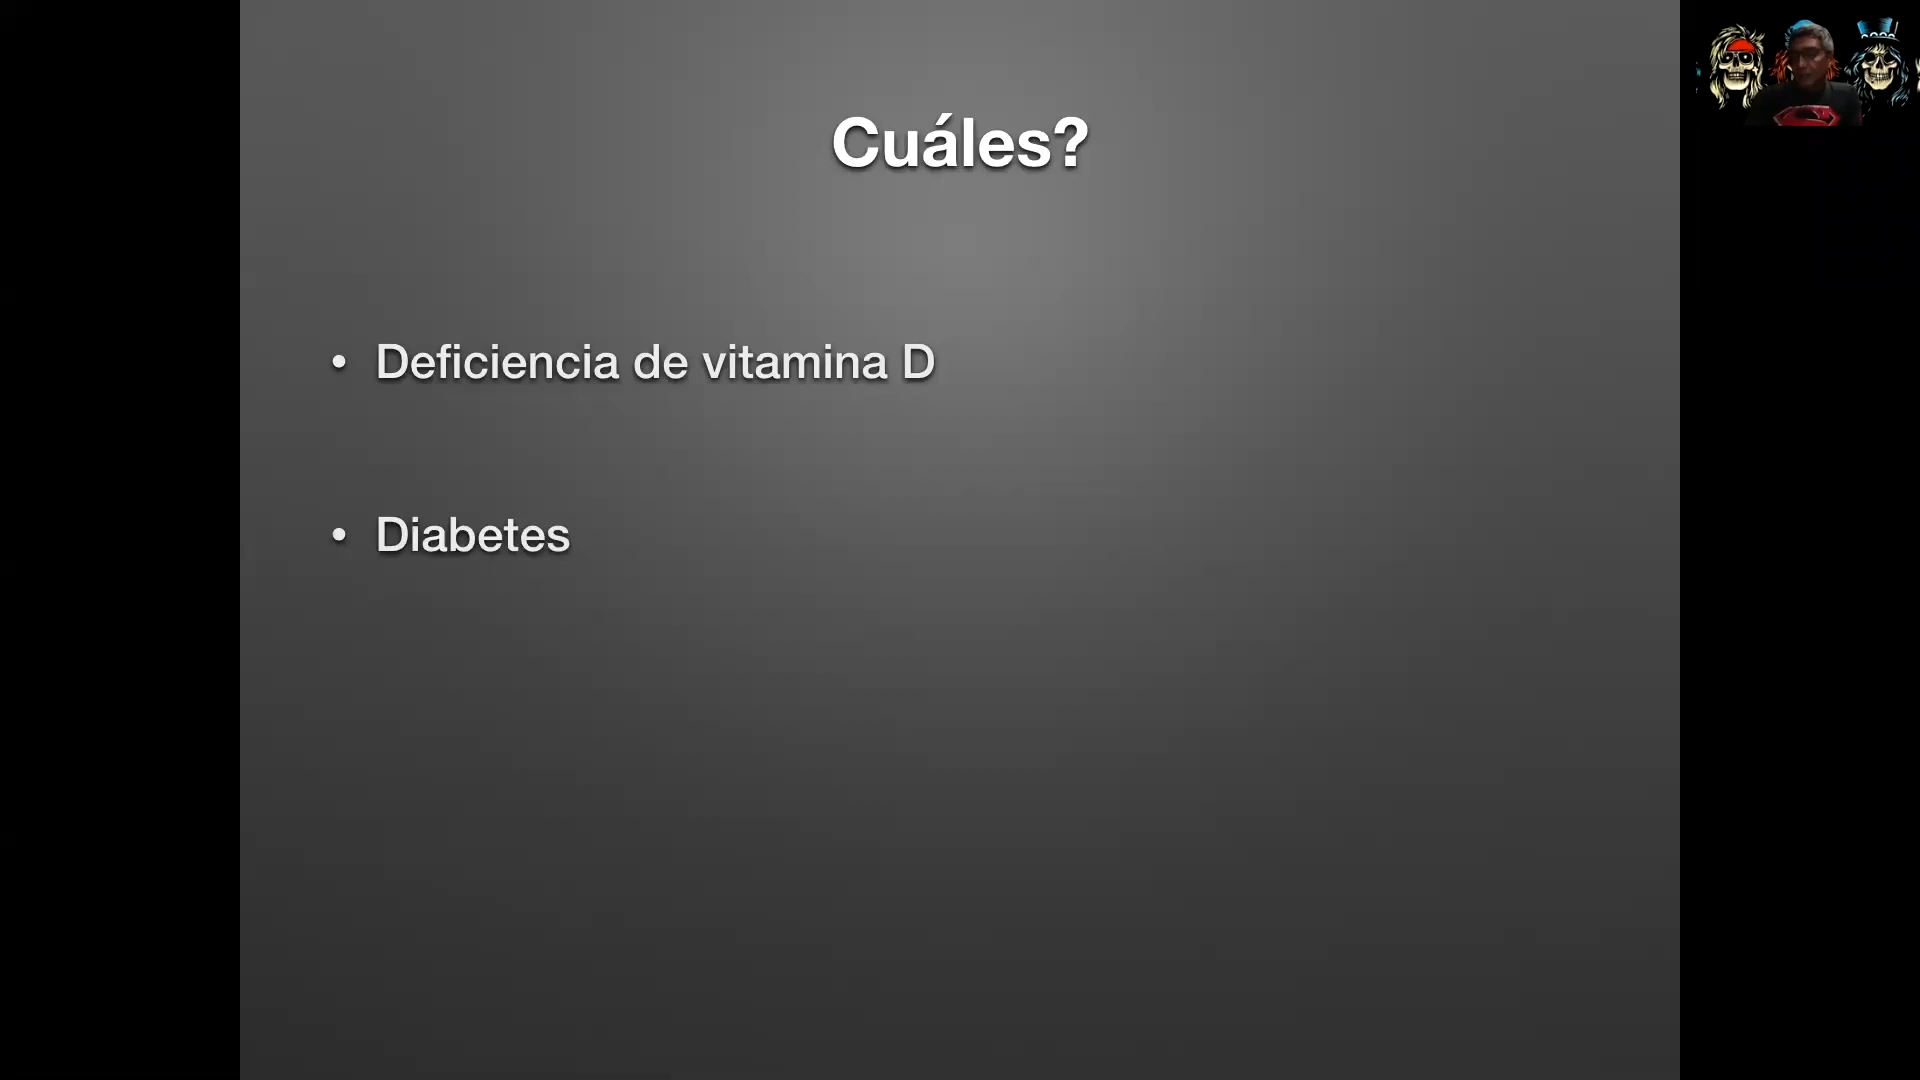 Cuáles?
• Deficiencia de vitamina D
• Diabetes